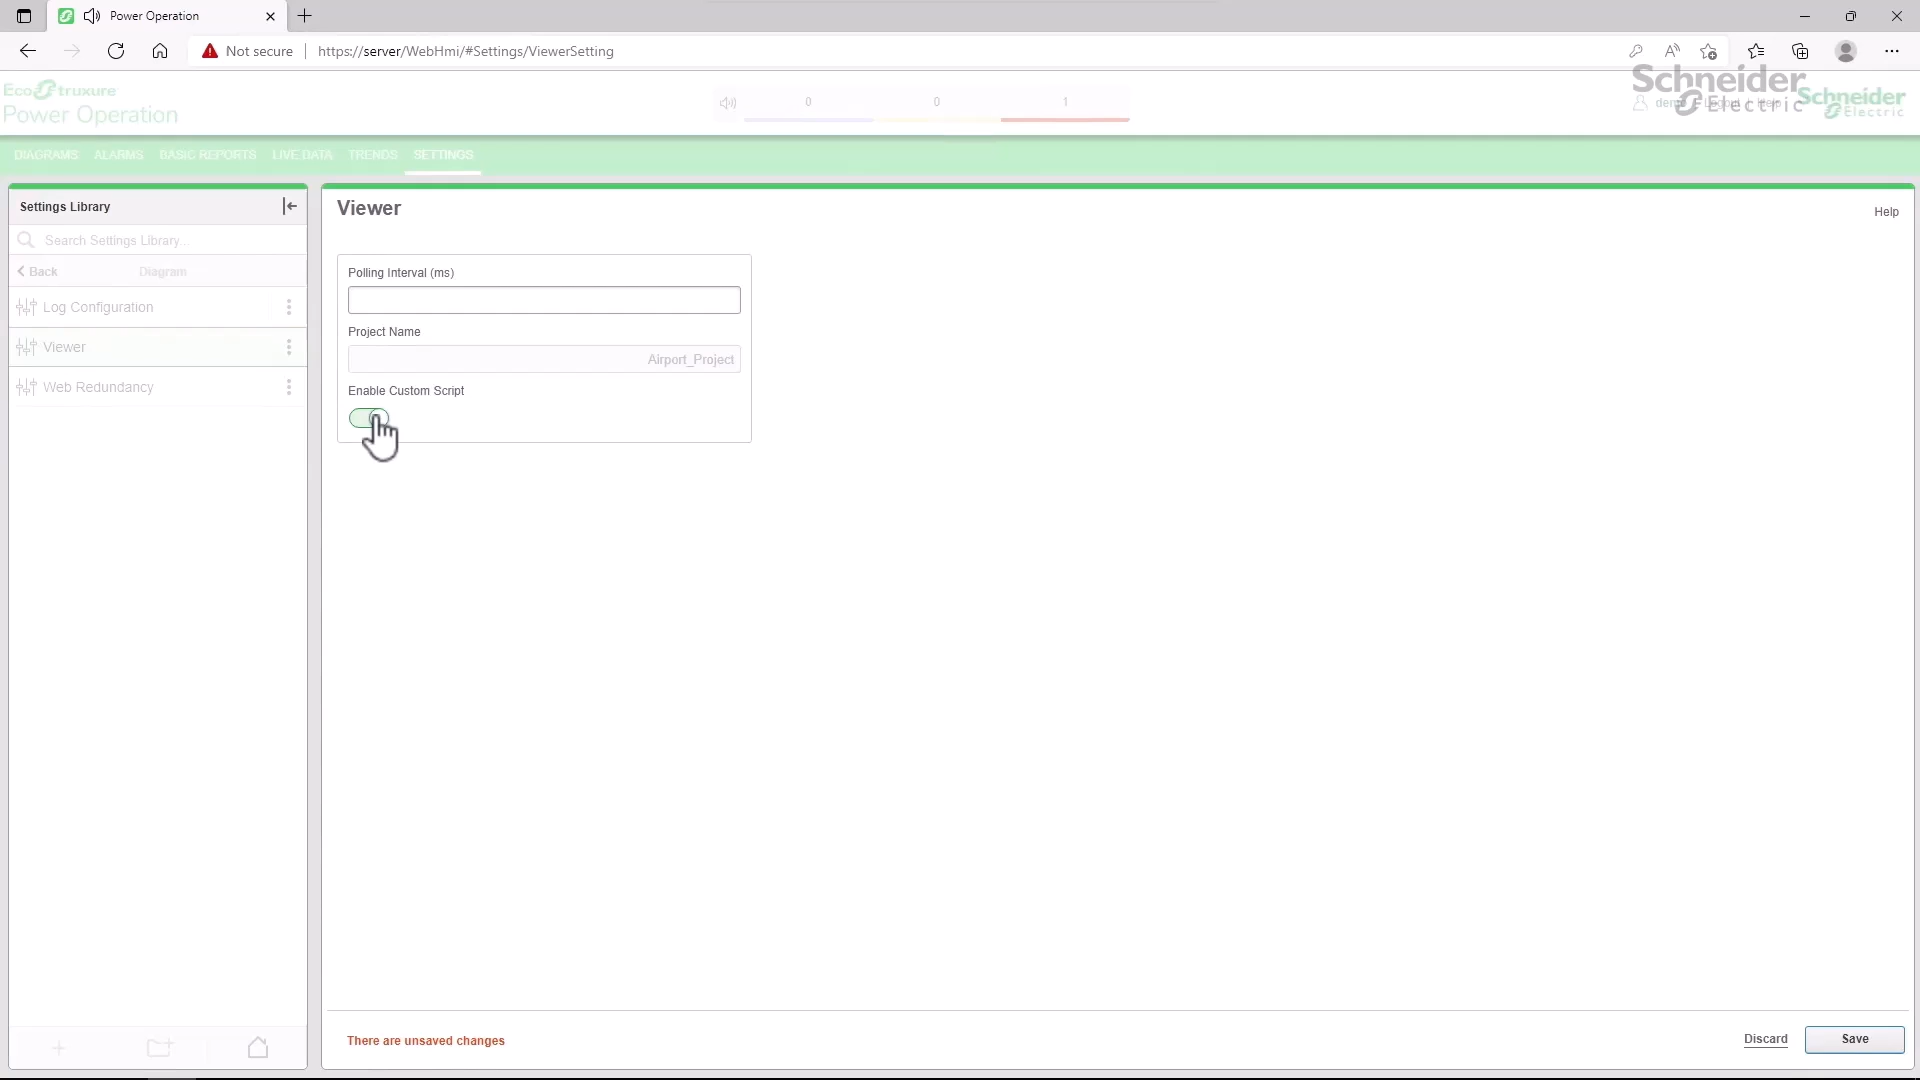 Power Operation
Not secure
https://server/WebHmi/#Settings/ViewerSetting
EcoStruxure
Power Operation
0
0
1
Schneider
Electric
Schneider
Electric
DIAGRAMS
ALARMS
BASIC REPORTS
LIVE DATA
TRENDS
SETTINGS
Settings Library
Search Settings Library...
Back
Diagram
Log Configuration
Viewer
Web Redundancy
Viewer
Help
Polling Interval (ms)
Project Name
Airport_Project
Enable Custom Script
There are unsaved changes
Discard
Save